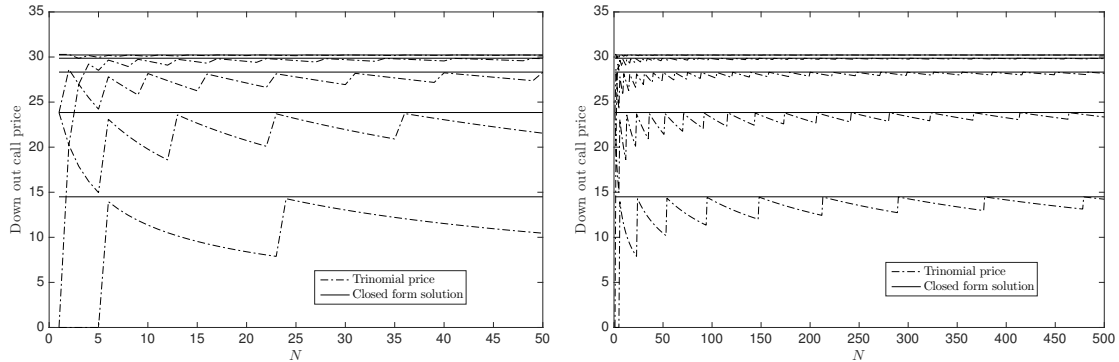 Down out call price
35
30
25
20
15
10
5
0
0 5 10 15 20 25 30 35 40 45 50
N
Trinomial price
Closed form solution
Down out call price
35
30
25
20
15
10
5
0
0 50 100 150 200 250 300 350 400 450 500
N
Trinomial price
Closed form solution